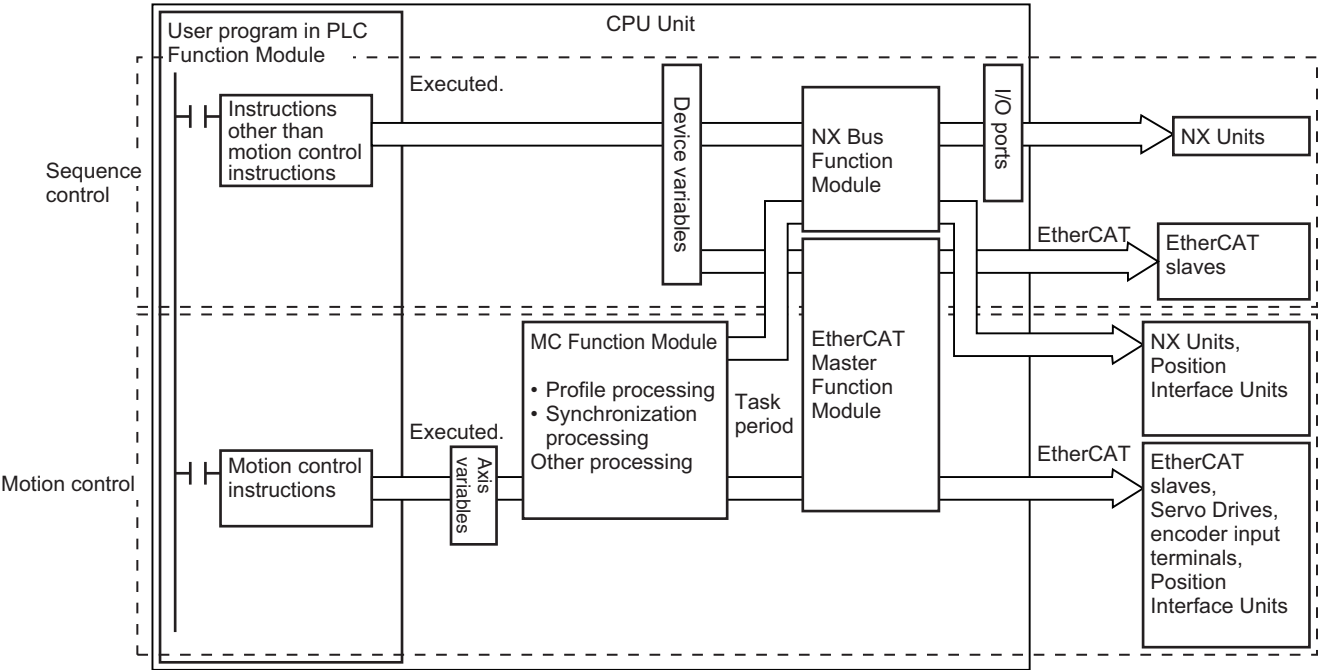 CPU Unit
User program in PLC
Function Module
Executed.
Instructions
other than
motion control
instructions
Device variables
NX Bus
Function
Module
I/O ports
NX Units
Sequence
control
EtherCAT
EtherCAT
slaves
MC Function Module
• Profile processing
• Synchronization
processing
Other processing
Task
period
EtherCAT
Master
Function
Module
NX Units,
Position
Interface Units
Motion control
Executed.
Motion control
instructions
Axis
variables
EtherCAT
EtherCAT
slaves,
Servo Drives,
encoder input
terminals,
Position
Interface Units